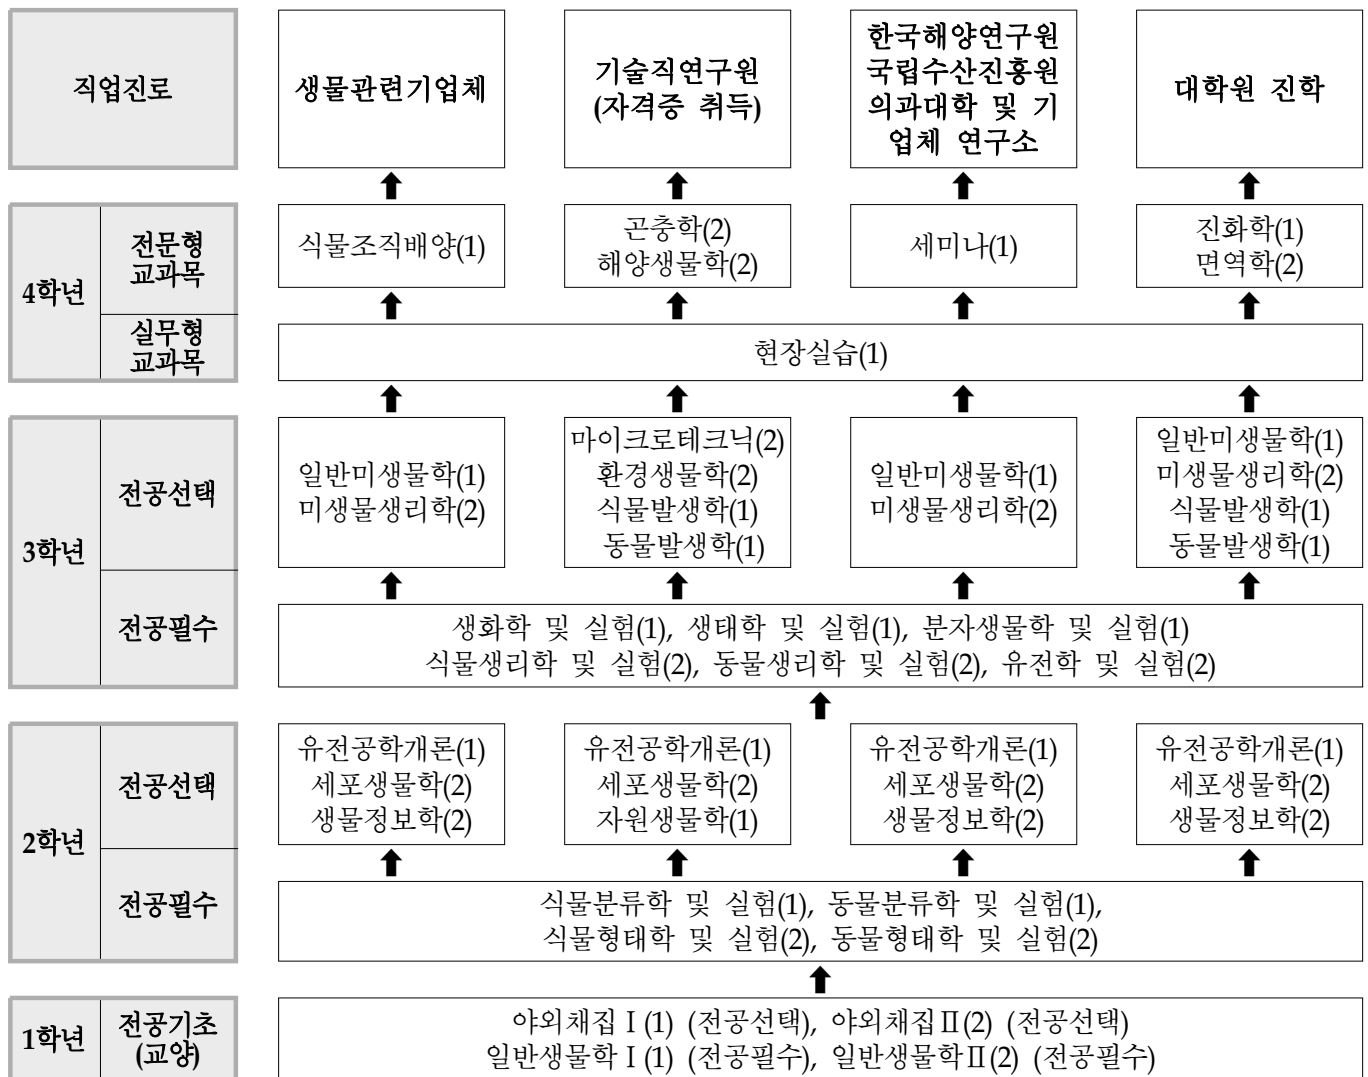 직업진로
생물관련기업체
기술직연구원
(자격증 취득)
한국해양연구원
국립수산진흥원
의과대학 및 기
업체 연구소
대학원 진학
4학년
전문형
교과목
식물조직배양(1)
곤충학(2)
해양생물학(2)
세미나(1)
진화학(1)
면역학(2)
실무형
교과목
현장실습(1)
3학년
전공선택
일반미생물학(1)
미생물생리학(2)
마이크로테크닉(2)
환경생물학(2)
식물발생학(1)
동물발생학(1)
일반미생물학(1)
미생물생리학(2)
일반미생물학(1)
미생물생리학(2)
식물발생학(1)
동물발생학(1)
전공필수
생화학 및 실험(1), 생태학 및 실험(1), 분자생물학 및 실험(1)
식물생리학 및 실험(2), 동물생리학 및 실험(2), 유전학 및 실험(2)
2학년
전공선택
유전공학개론(1)
세포생물학(2)
생물정보학(2)
유전공학개론(1)
세포생물학(2)
자원생물학(1)
유전공학개론(1)
세포생물학(2)
생물정보학(2)
유전공학개론(1)
세포생물학(2)
생물정보학(2)
전공필수
식물분류학 및 실험(1), 동물분류학 및 실험(1),
식물형태학 및 실험(2), 동물형태학 및 실험(2)
1학년
전공기초
(교양)
야외채집Ⅰ(1) (전공선택), 야외채집Ⅱ(2) (전공선택)
일반생물학Ⅰ(1) (전공필수), 일반생물학Ⅱ(2) (전공필수)